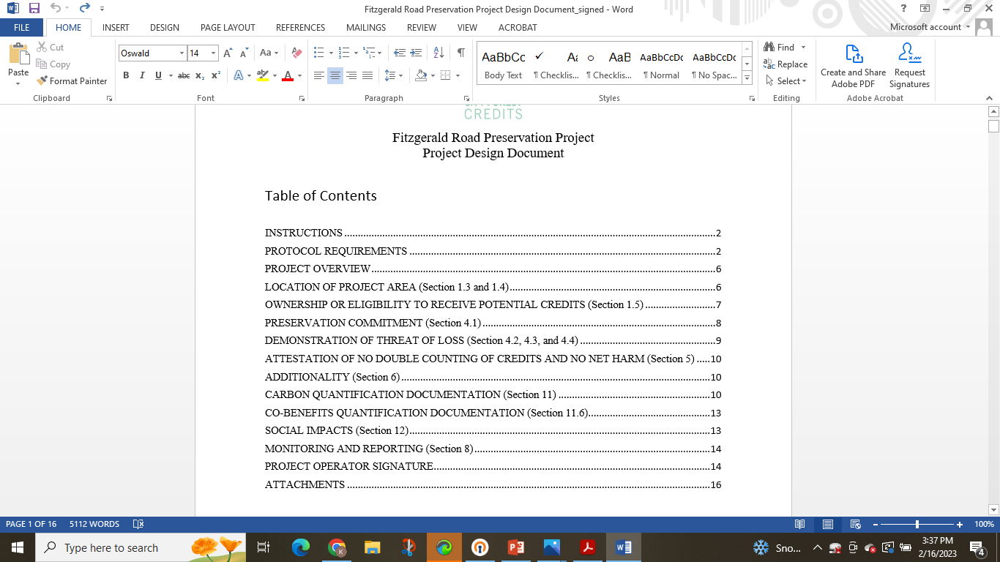 Fitzgerald Road Preservation Project Design Document_signed - Word
?
FILE HOME INSERT DESIGN PAGE LAYOUT REFERENCES MAILINGS REVIEW VIEW ACROBAT
Microsoft account
Paste
Cut
Copy
Format Painter
Clipboard
Oswald 14
Aa
B I U abc x₂ x²
Font
Paragraph
AaBbCc
Body Text
¶ Checklis...
AaB
¶ Checklis...
AaBbCcDc
¶ Normal
AaBbCcDc
¶ No Spac...
Styles
Find
Replace
Select
Editing
Create and Share
Adobe PDF
Request
Signatures
Adobe Acrobat
CREDITS
Fitzgerald Road Preservation Project
Project Design Document
Table of Contents
INSTRUCTIONS 2
PROTOCOL REQUIREMENTS 2
PROJECT OVERVIEW 6
LOCATION OF PROJECT AREA (Section 1.3 and 1.4) 6
OWNERSHIP OR ELIGIBILITY TO RECEIVE POTENTIAL CREDITS (Section 1.5) 7
PRESERVATION COMMITMENT (Section 4.1) 8
DEMONSTRATION OF THREAT OF LOSS (Section 4.2, 4.3, and 4.4) 9
ATTESTATION OF NO DOUBLE COUNTING OF CREDITS AND NO NET HARM (Section 5) 10
ADDITIONALITY (Section 6) 10
CARBON QUANTIFICATION DOCUMENTATION (Section 11) 10
CO-BENEFITS QUANTIFICATION DOCUMENTATION (Section 11.6) 13
SOCIAL IMPACTS (Section 12) 13
MONITORING AND REPORTING (Section 8) 14
PROJECT OPERATOR SIGNATURE 14
ATTACHMENTS 16
PAGE 1 OF 16 5112 WORDS
100%
Type here to search
Sno...
3:37 PM
2/16/2023
4